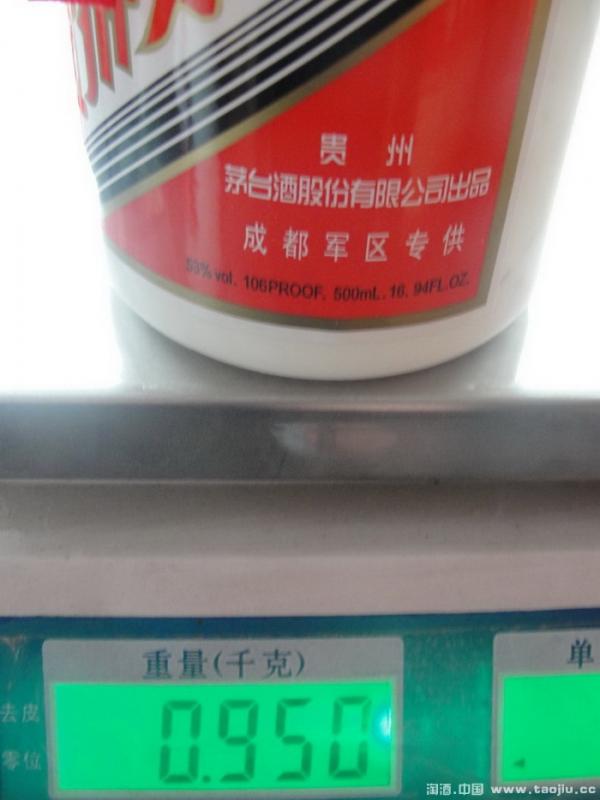 贵 州
茅台酒股份有限公司出品
成都军区专供
53% vol. 106PROOF. 500mL. 16. 94FL.OZ.
重量(千克)
单
去皮
零位
0.950
淘酒.中国 www.taojiu.cc